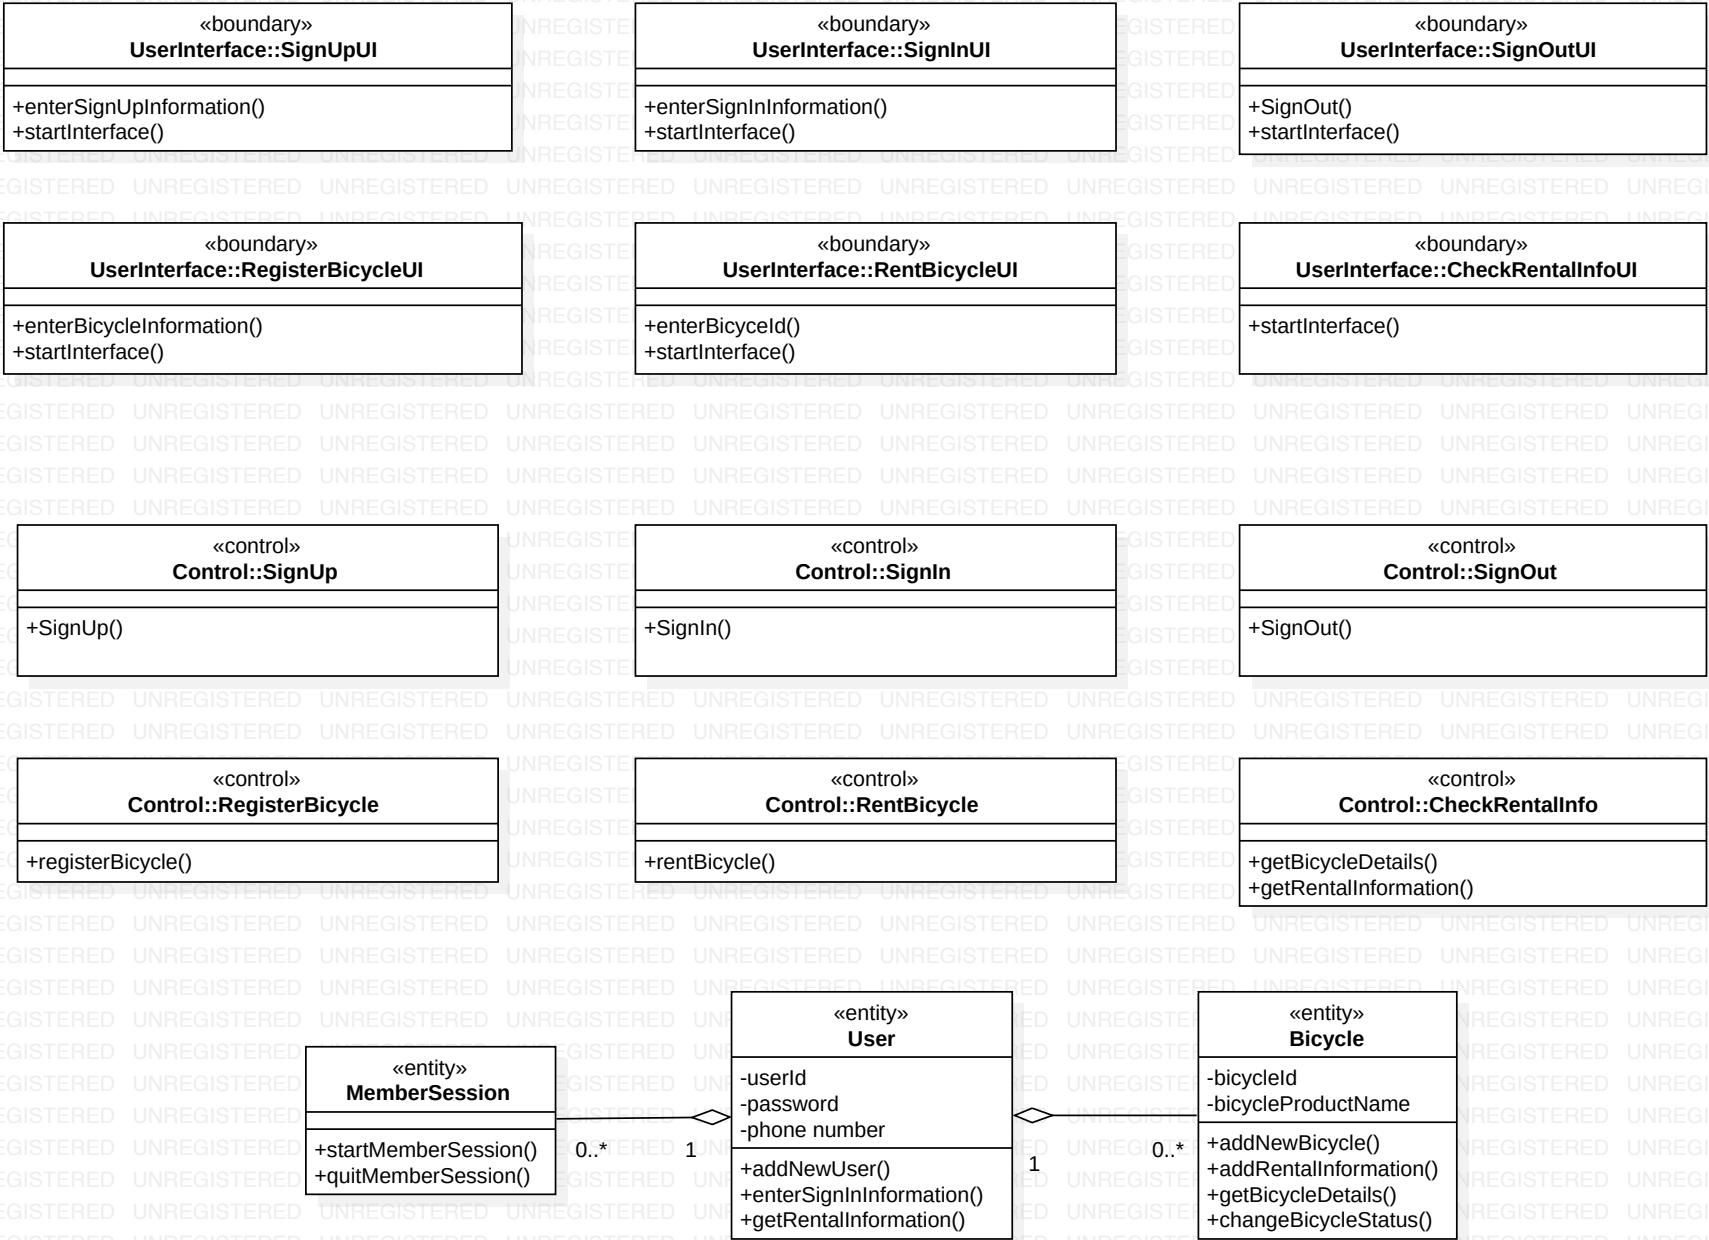 «boundary»
UserInterface::SignUpUI
+enterSignUpInformation()
+startInterface()
«boundary»
UserInterface::SignInUI
+enterSignInInformation()
+startInterface()
«boundary»
UserInterface::SignOutUI
+SignOut()
+startInterface()
«boundary»
UserInterface::RegisterBicycleUI
+enterBicycleInformation()
+startInterface()
«boundary»
UserInterface::RentBicycleUI
+enterBicyceId()
+startInterface()
«boundary»
UserInterface::CheckRentalInfoUI
+startInterface()
«control»
Control::SignUp
+SignUp()
«control»
Control::SignIn
+SignIn()
«control»
Control::SignOut
+SignOut()
«control»
Control::RegisterBicycle
+registerBicycle()
«control»
Control::RentBicycle
+rentBicycle()
«control»
Control::CheckRentalInfo
+getBicycleDetails()
+getRentalInformation()
«entity»
MemberSession
+startMemberSession()
+quitMemberSession()
0..*
1
«entity»
User
-userId
-password
-phone number
+addNewUser()
+enterSignInInformation()
+getRentalInformation()
1
0..*
«entity»
Bicycle
-bicycleId
-bicycleProductName
+addNewBicycle()
+addRentalInformation()
+getBicycleDetails()
+changeBicycleStatus()
UNREGISTERED